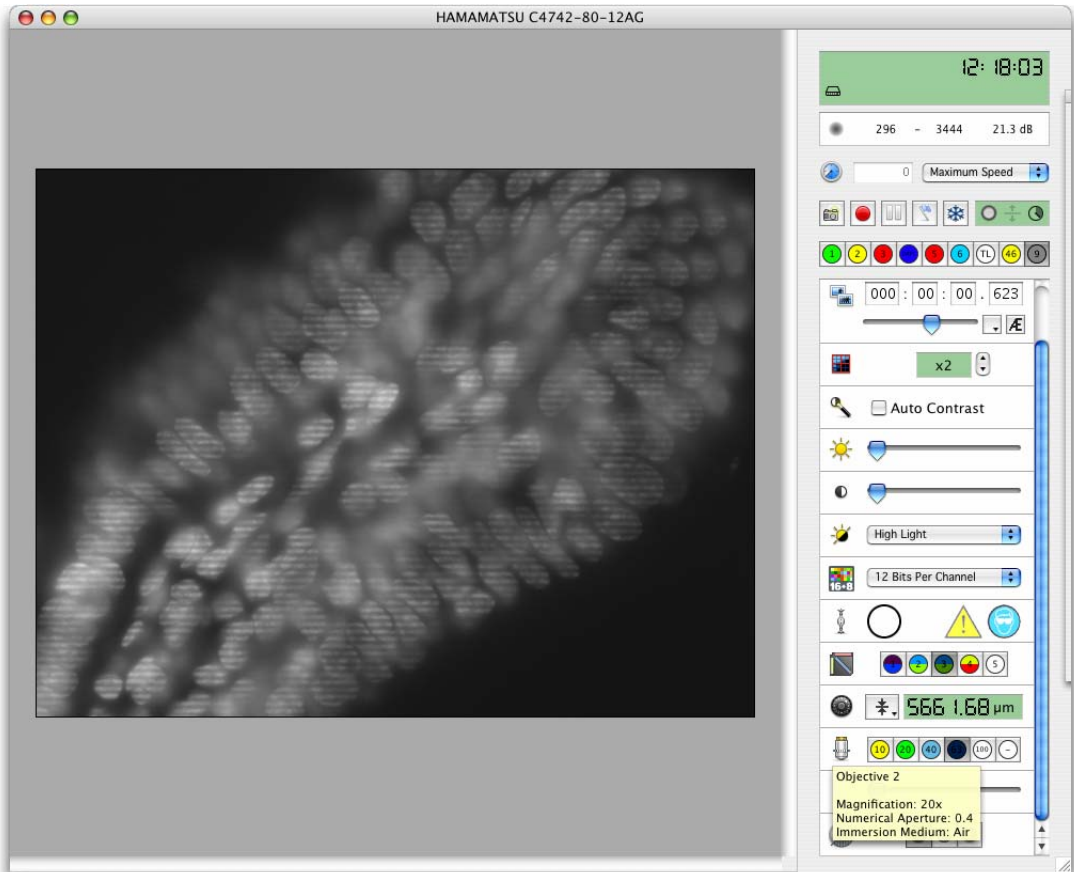 HAMAMATSU C4742-80-12AG
12:18:03
296 - 3444 21.3 dB
0 Maximum Speed
1 2 3 5 6 TL 46 9
000 : 00 : 00 . 623
Æ
x2
Auto Contrast
High Light
16•8 12 Bits Per Channel
1 2 3 4 5
5661.68 µm
10 20 40 63 100 -
Objective 2
Magnification: 20x
Numerical Aperture: 0.4
Immersion Medium: Air